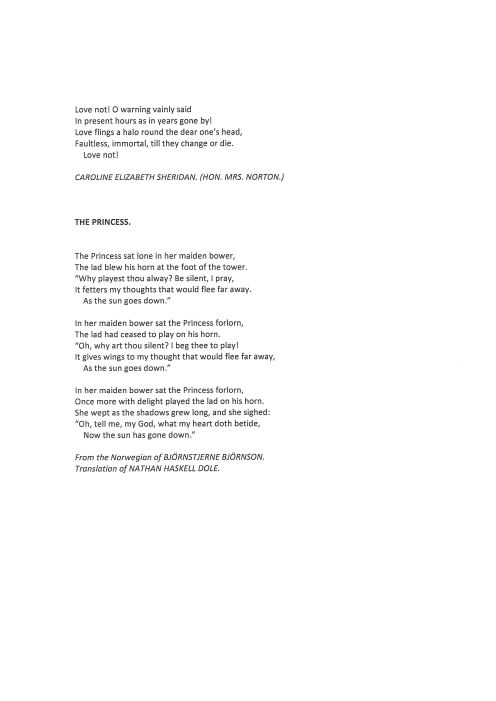 Love not! O warning vainly said
In present hours as in years gone by!
Love flings a halo round the dear one's head,
Faultless, immortal, till they change or die.
Love not!
CAROLINE ELIZABETH SHERIDAN. (HON. MRS. NORTON.)
THE PRINCESS.
The Princess sat lone in her maiden bower,
The lad blew his horn at the foot of the tower.
“Why playest thou alway? Be silent, I pray,
It fetters my thoughts that would flee far away.
As the sun goes down.”
In her maiden bower sat the Princess forlorn,
The lad had ceased to play on his horn.
“Oh, why art thou silent? I beg thee to play!
It gives wings to my thought that would flee far away,
As the sun goes down.”
In her maiden bower sat the Princess forlorn,
Once more with delight played the lad on his horn.
She wept as the shadows grew long, and she sighed:
“Oh, tell me, my God, what my heart doth betide,
Now the sun has gone down.”
From the Norwegian of BJÖRNSTJERNE BJÖRNSON.
Translation of NATHAN HASKELL DOLE.